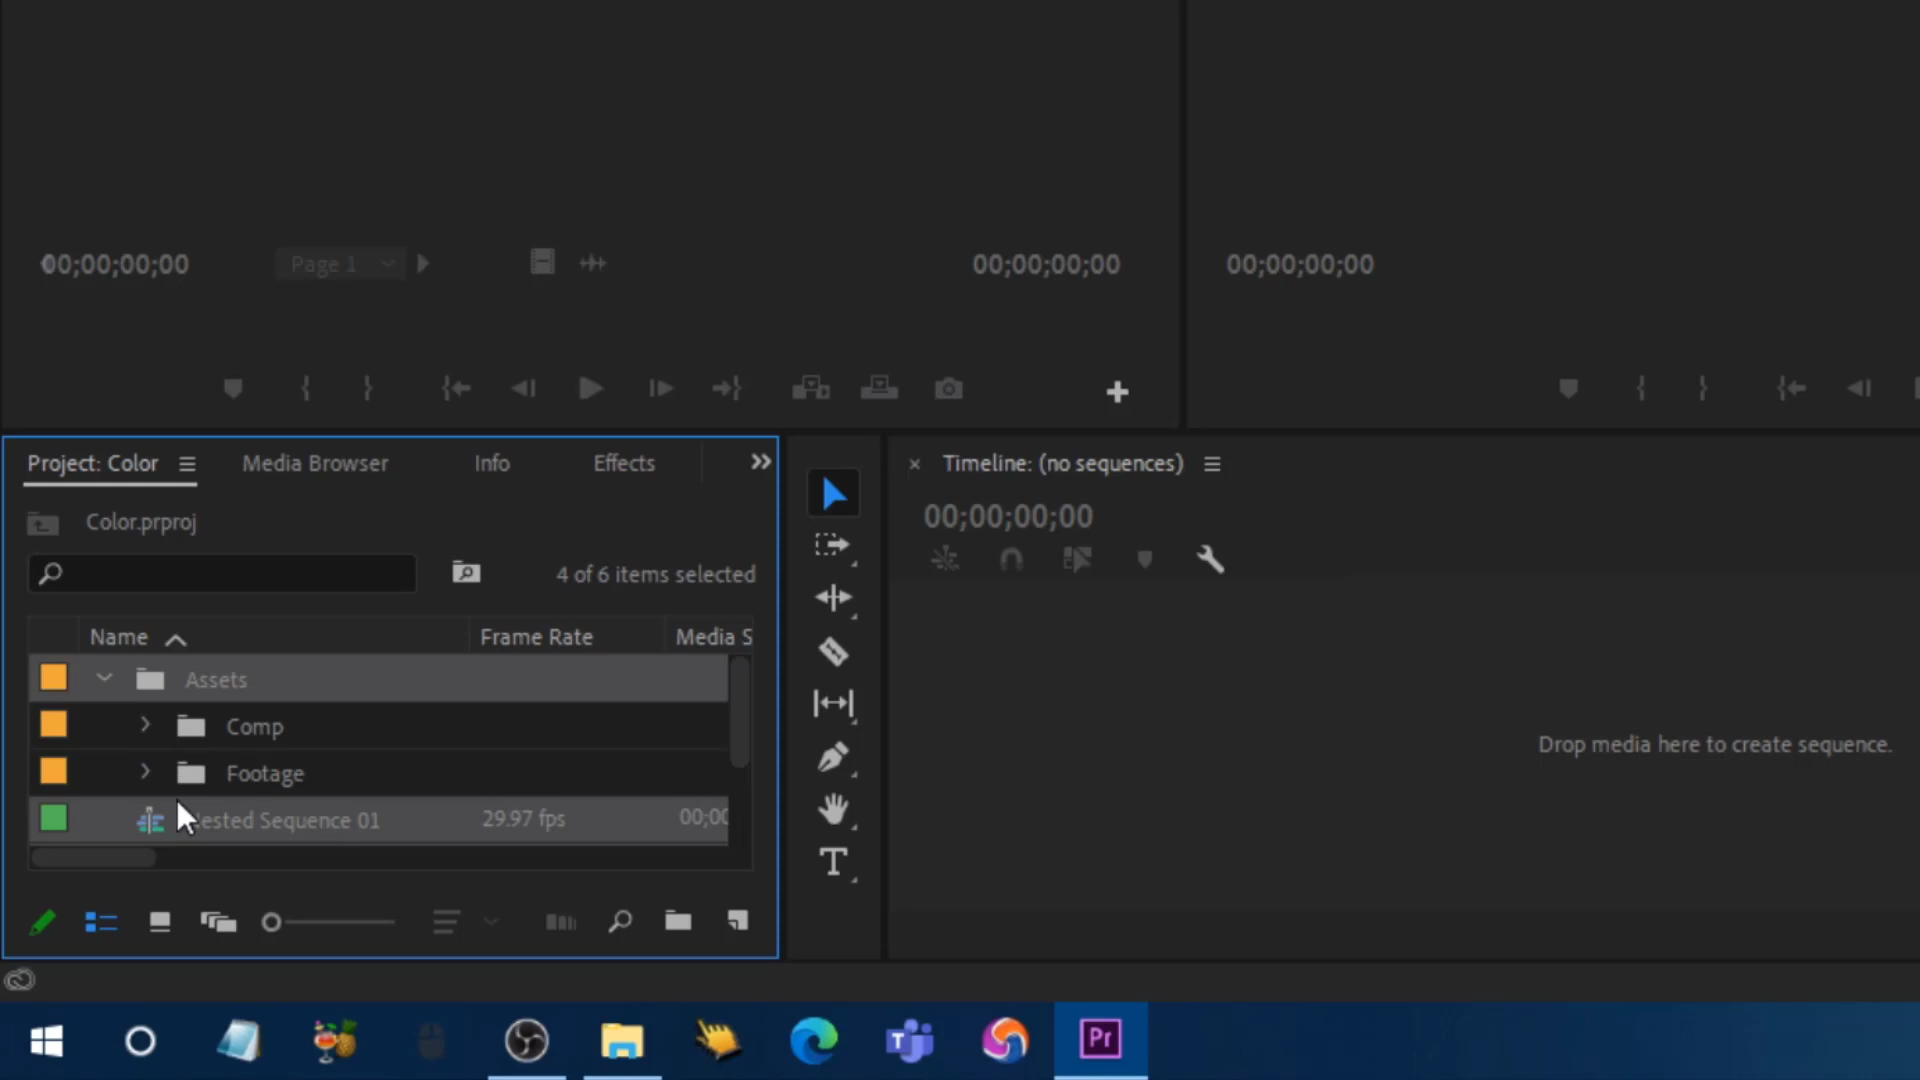 00;00;00;00
Page 1
00;00;00;00
00;00;00;00
Project: Color
Media Browser
Info
Effects
Timeline: (no sequences)
Color.prproj
00;00;00;00
4 of 6 items selected
Name
Frame Rate
Media S
Assets
Comp
Footage
Sequence 01
29.97 fps
00;00
Drop media here to create sequence.
T
T
Pr